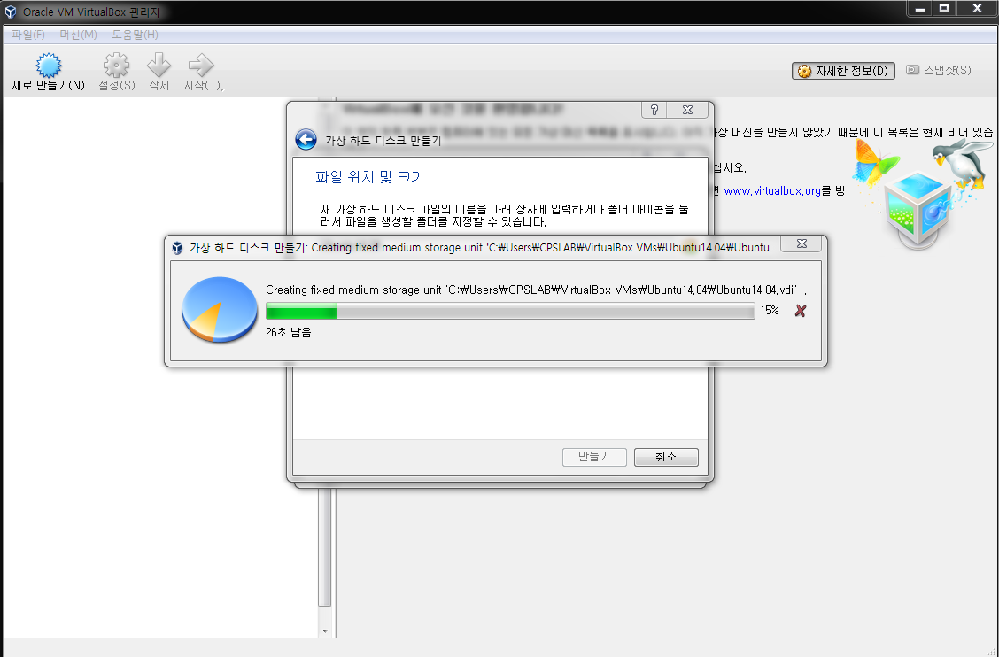 Oracle VM VirtualBox 관리자
파일(F) 머신(M) 도움말(H)
새로 만들기(N) 설정(S) 삭제 시작(T)
자세한 정보(D) 스냅샷(S)
?
가상 하드 디스크 만들기
상 머신을 만들지 않았기 때문에 이 목록은 현재 비어 있습
십시오.
www.virtualbox.org를 방
파일 위치 및 크기
새 가상 하드 디스크 파일의 이름을 아래 상자에 입력하거나 폴더 아이콘을 눌
러서 파일을 생성할 폴더를 지정할 수 있습니다.
가상 하드 디스크 만들기: Creating fixed medium storage unit 'C:₩Users₩CPSLAB₩VirtualBox VMs₩Ubuntu14.04₩Ubuntu...
Creating fixed medium storage unit 'C:₩Users₩CPSLAB₩VirtualBox VMs₩Ubuntu14.04₩Ubuntu14.04.vdi' ...
15%
26초 남음
만들기 취소